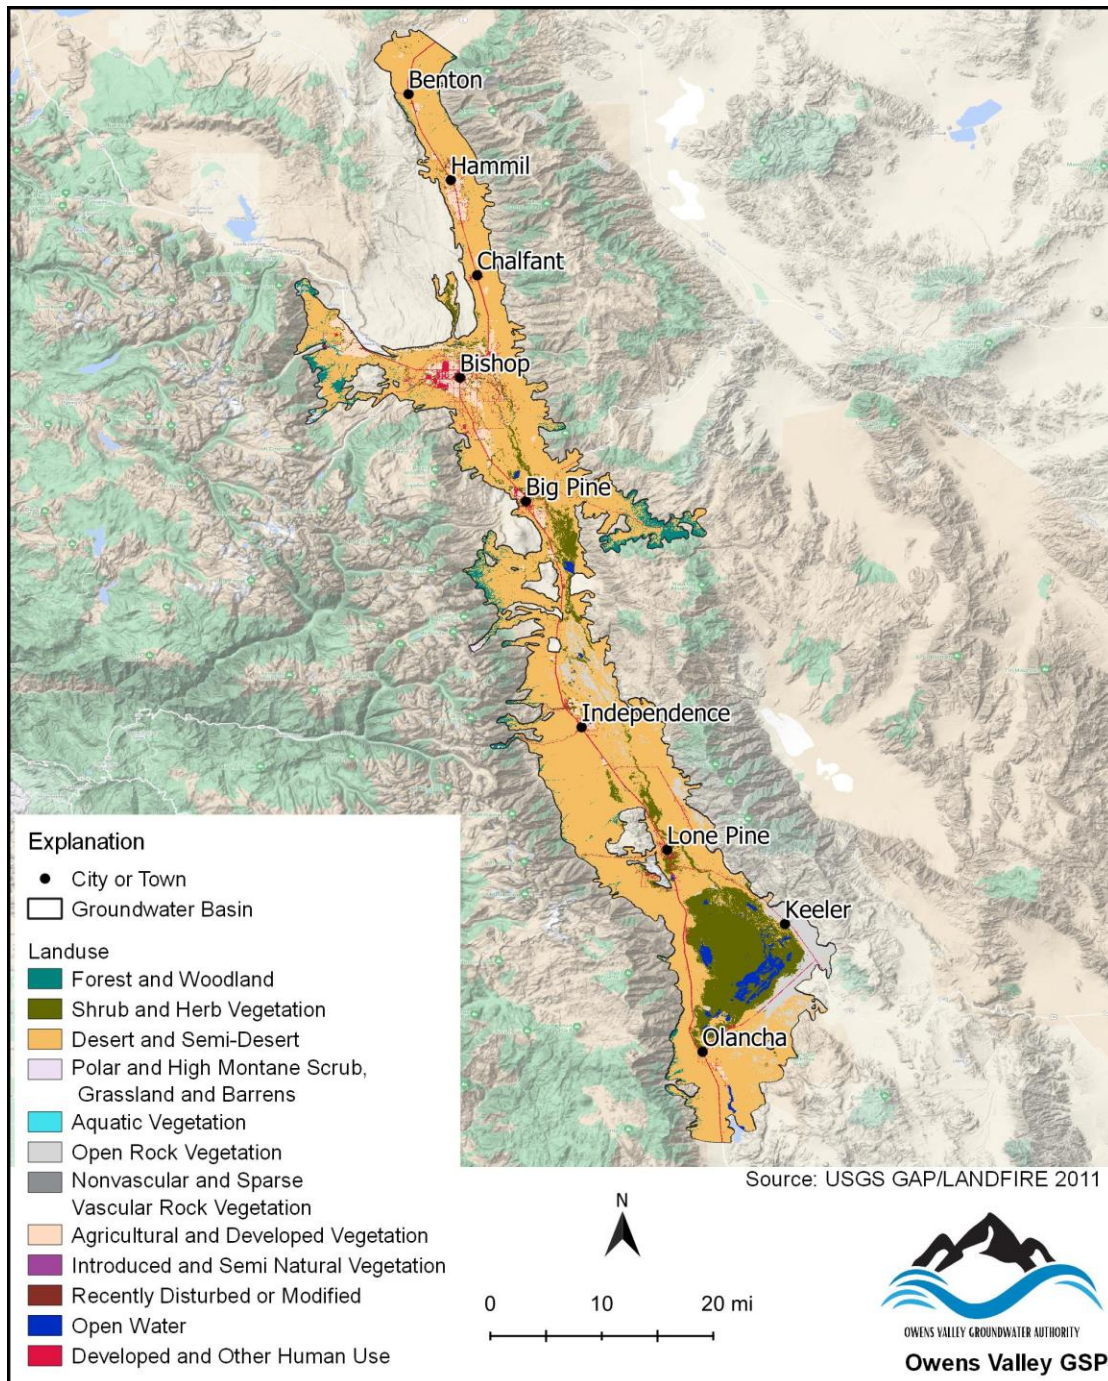 Benton
Hammil
Chalfant
Bishop
Big Pine
Independence
Lone Pine
Keeler
Olancha
Explanation
City or Town
Groundwater Basin
Landuse
Forest and Woodland
Shrub and Herb Vegetation
Desert and Semi-Desert
Polar and High Montane Scrub,
Grassland and Barrens
Aquatic Vegetation
Open Rock Vegetation
Nonvascular and Sparse
Vascular Rock Vegetation
Agricultural and Developed Vegetation
Introduced and Semi Natural Vegetation
Recently Disturbed or Modified
Open Water
Developed and Other Human Use
Source: USGS GAP/LANDFIRE 2011
N
0 10 20 mi
OWENS VALLEY GROUNDWATER AUTHORITY
Owens Valley GSP